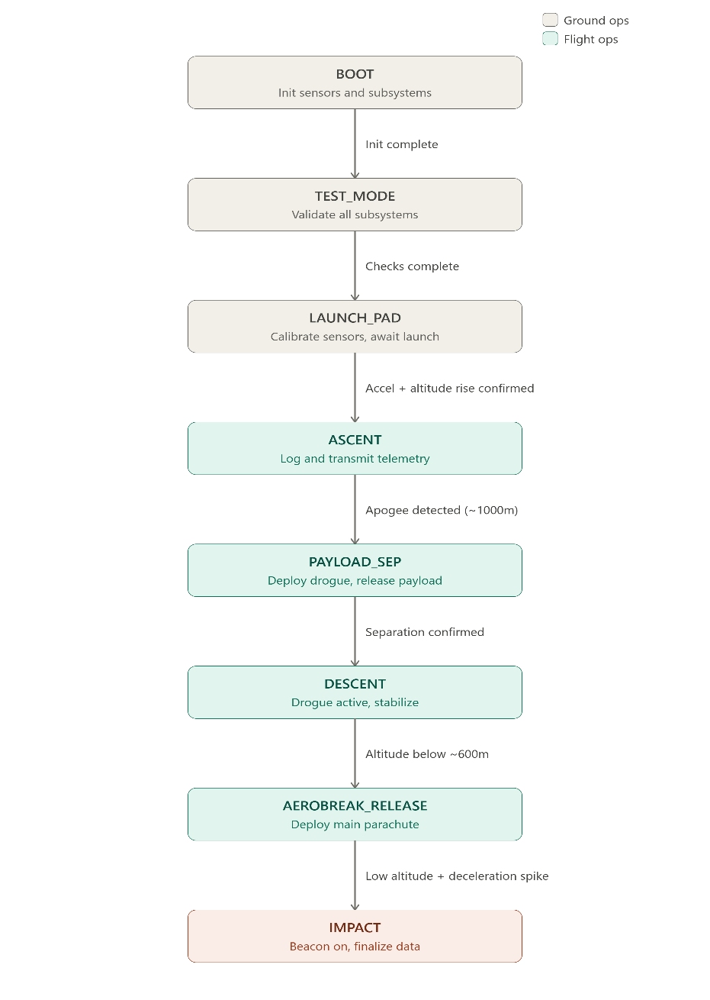 Ground ops
Flight ops
BOOT
Init sensors and subsystems
Init complete
TEST_MODE
Validate all subsystems
Checks complete
LAUNCH_PAD
Calibrate sensors, await launch
Accel + altitude rise confirmed
ASCENT
Log and transmit telemetry
Apogee detected (~1000m)
PAYLOAD_SEP
Deploy drogue, release payload
Separation confirmed
DESCENT
Drogue active, stabilize
Altitude below ~600m
AEROBREAK_RELEASE
Deploy main parachute
Low altitude + deceleration spike
IMPACT
Beacon on, finalize data